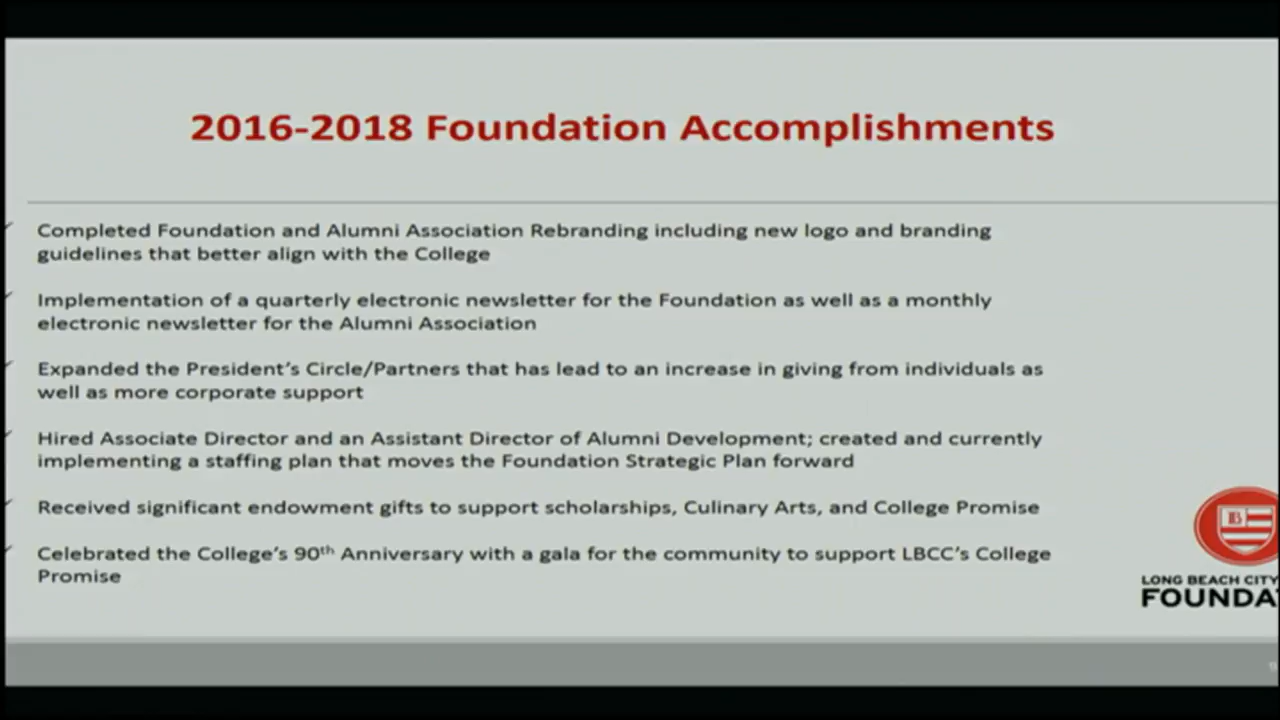 2016-2018 Foundation Accomplishments
Completed Foundation and Alumni Association Rebranding including new logo and branding
guidelines that better align with the College
Implementation of a quarterly electronic newsletter for the Foundation as well as a monthly
electronic newsletter for the Alumni Association
Expanded the President's Circle/Partners that has lead to an increase in giving from individuals as
well as more corporate support
Hired Associate Director and an Assistant Director of Alumni Development; created and currently
implementing a staffing plan that moves the Foundation Strategic Plan forward
Received significant endowment gifts to support scholarships, Culinary Arts, and College Promise
Celebrated the College's 90th Anniversary with a gala for the community to support LBCC's College
Promise
LONG BEACH CITY
FOUNDA